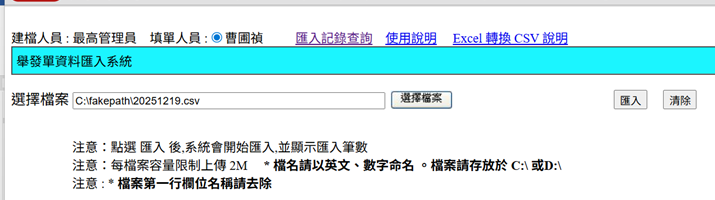 建檔人員 : 最高管理員 填單人員 : 曹圃禎 匯入記錄查詢 使用說明 Excel 轉換 CSV 說明
舉發單資料匯入系統
選擇檔案 C:\fakepath\20251219.csv 選擇檔案 匯入 清除
注意：點選 匯入 後,系統會開始匯入,並顯示匯入筆數
注意：每檔案容量限制上傳 2M * 檔名請以英文、數字命名 。檔案請存放於 C:\ 或D:\
注意 : * 檔案第一行欄位名稱請去除